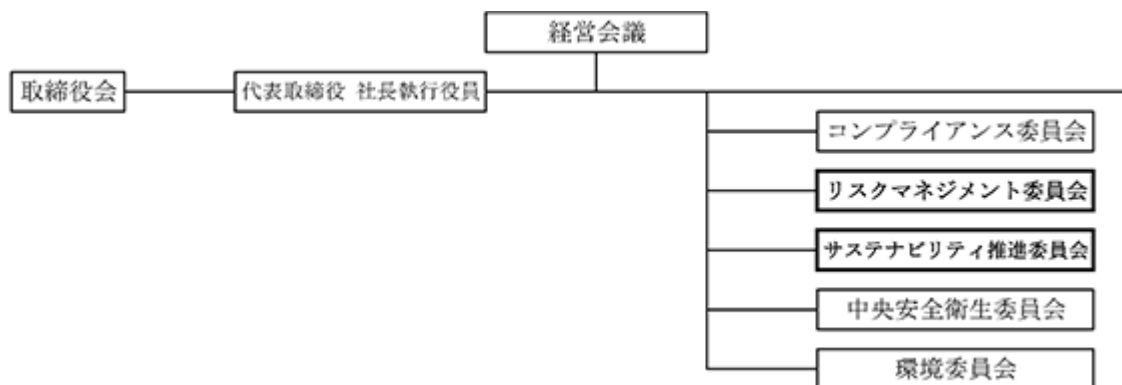 経営会議
取締役会
代表取締役 社長執行役員
コンプライアンス委員会
リスクマネジメント委員会
サステナビリティ推進委員会
中央安全衛生委員会
環境委員会